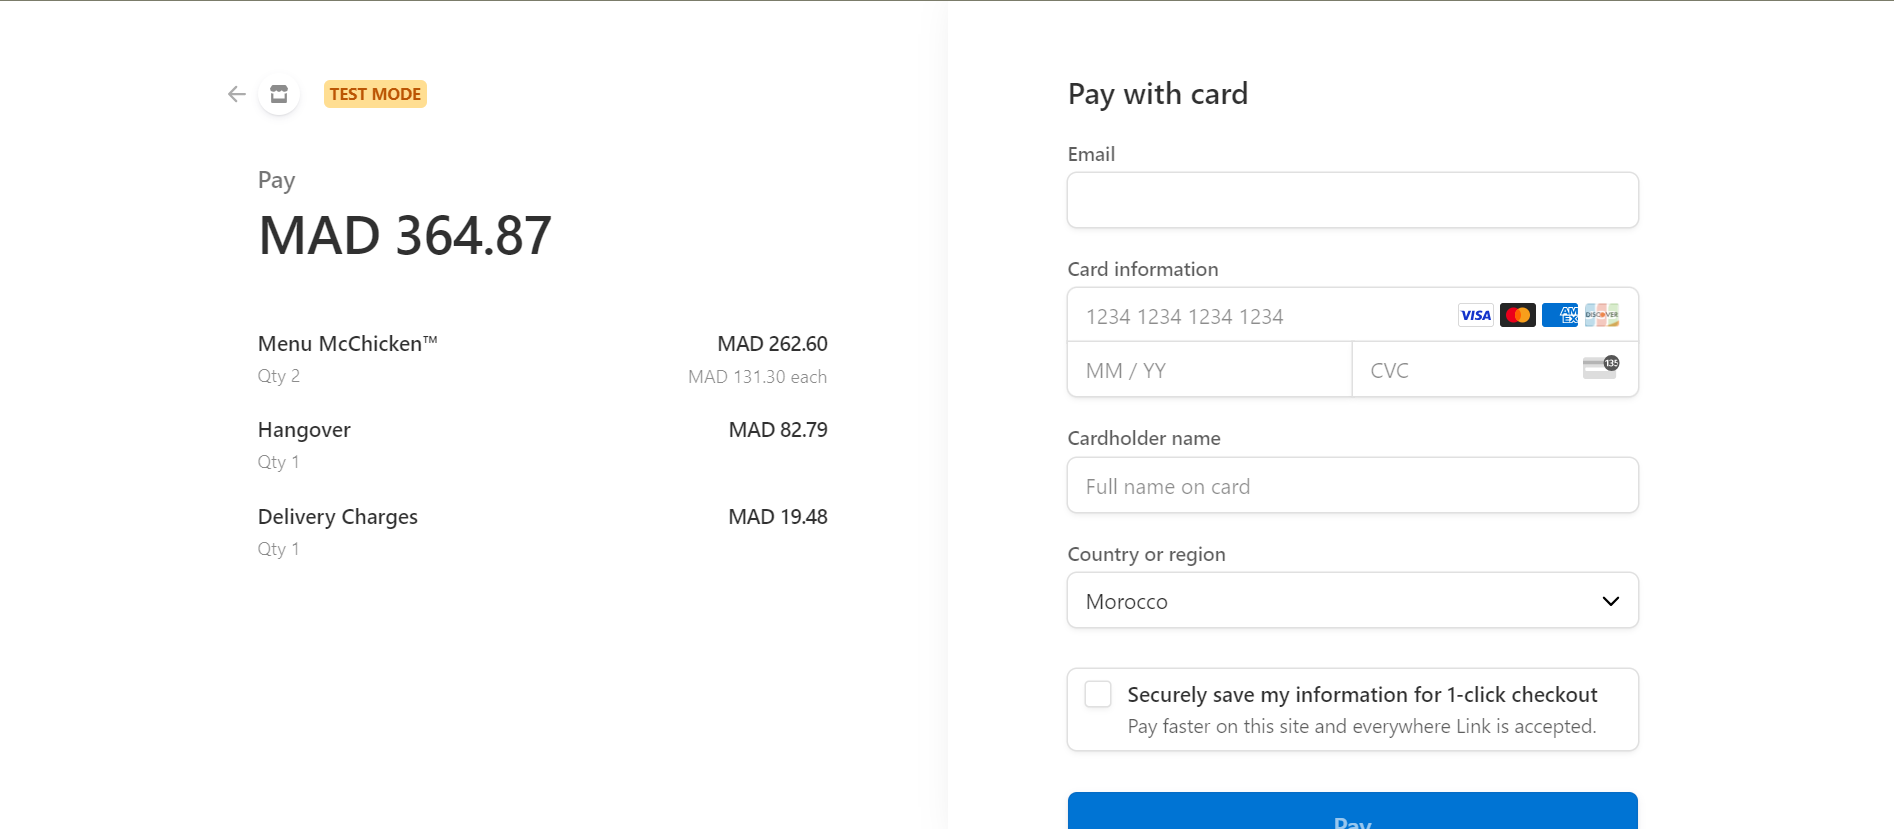 TEST MODE
Pay
MAD 364.87
Menu McChicken™ MAD 262.60
Qty 2 MAD 131.30 each
Hangover MAD 82.79
Qty 1
Delivery Charges MAD 19.48
Qty 1
Pay with card
Email
Card information
1234 1234 1234 1234 VISA AMEX DISCOVER
MM / YY CVC 135
Cardholder name
Full name on card
Country or region
Morocco
Securely save my information for 1-click checkout
Pay faster on this site and everywhere Link is accepted.
Pay